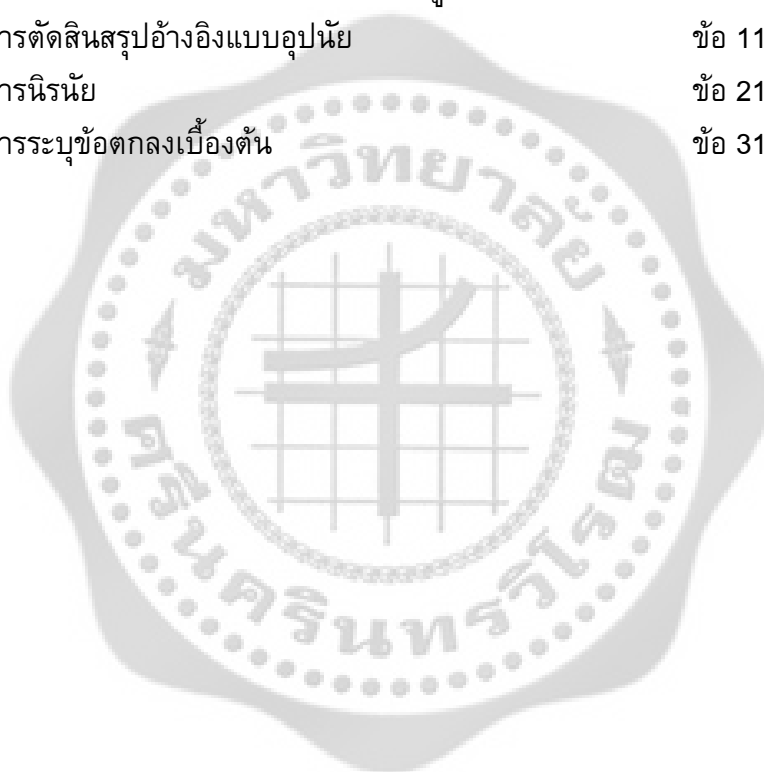 ารตัดสินสรุปอ้างอิงแบบอุปนัย ข้อ 11
ารนิรนัย ข้อ 21
ารระบุข้อตกลงเบื้องต้น ข้อ 31
มหาวิทยาลัย
ศรีนครินทรวิโรฒ